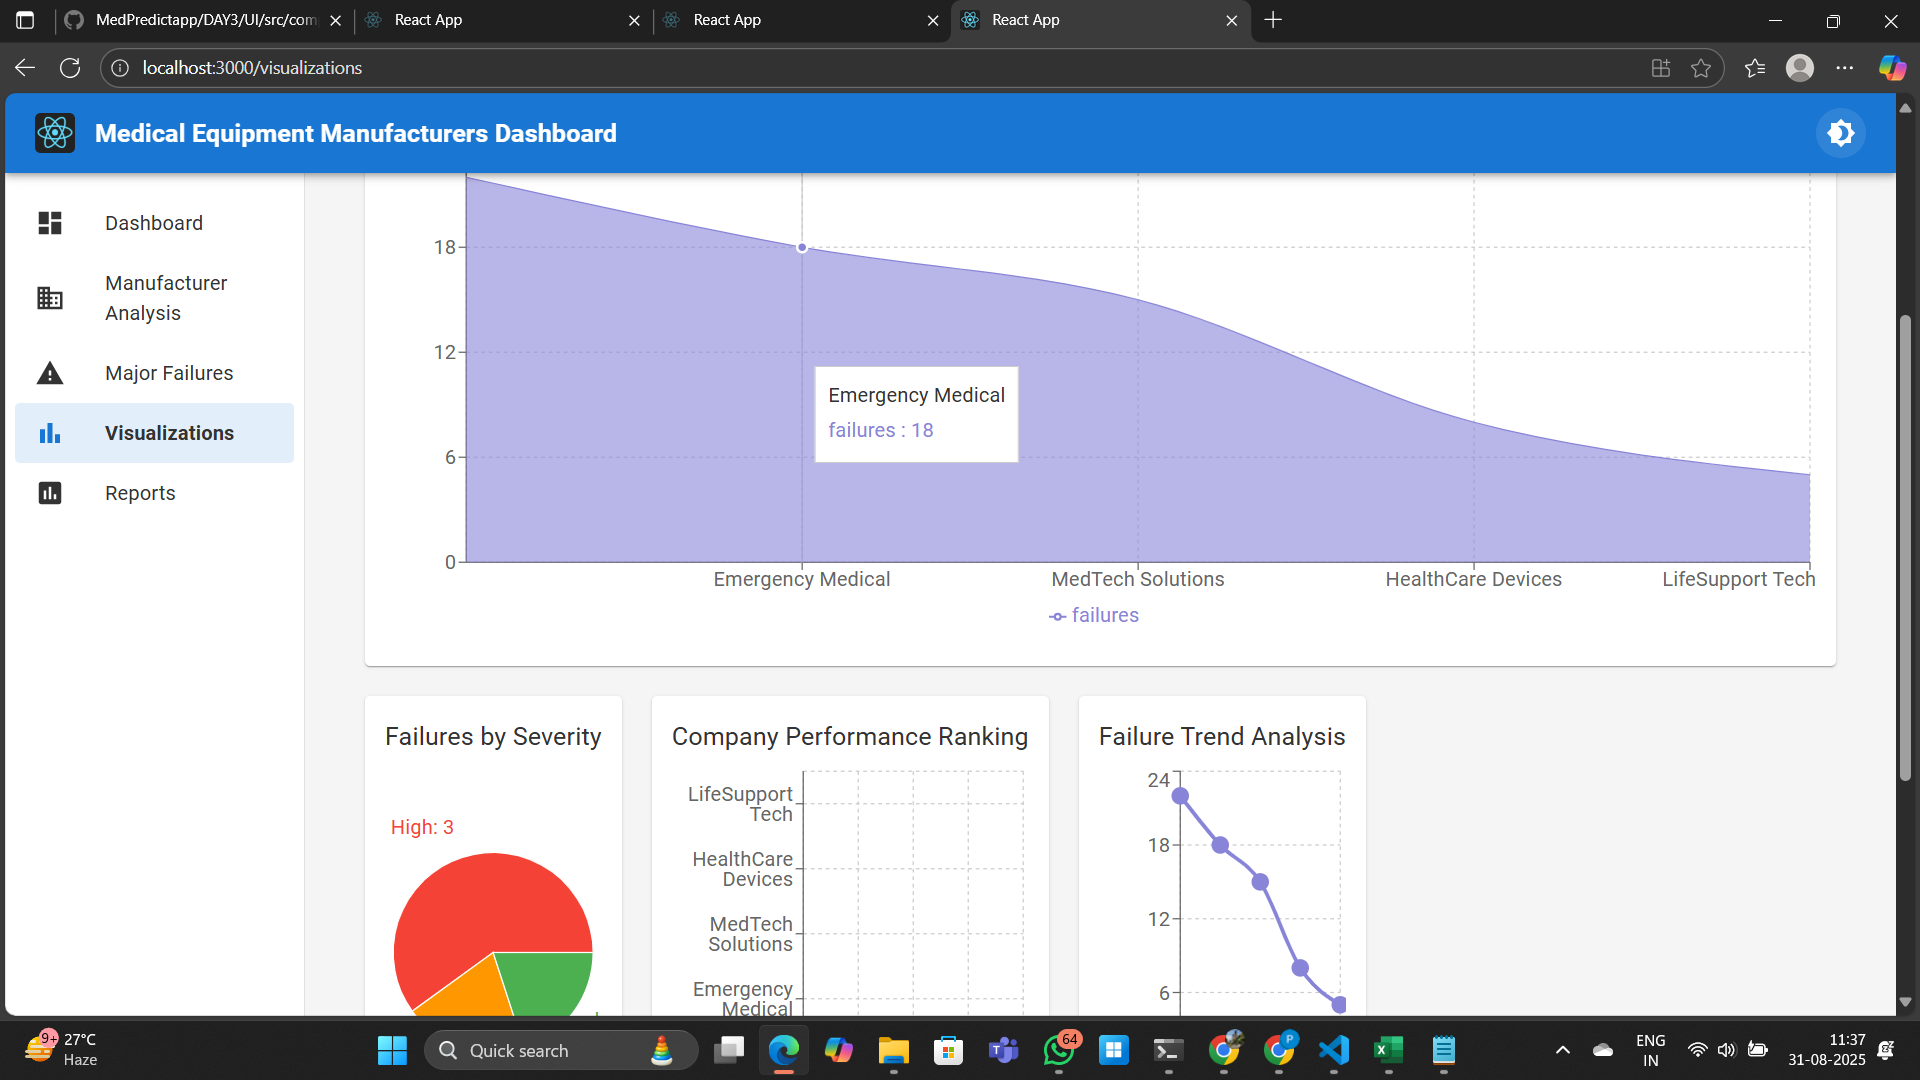 MedPredictapp/DAY3/UI/src/com
React App
React App
React App
localhost:3000/visualizations
Medical Equipment Manufacturers Dashboard
Dashboard
Manufacturer
Analysis
Major Failures
Visualizations
Reports
18
12
6
0
Emergency Medical
failures : 18
Emergency Medical
MedTech Solutions
HealthCare Devices
LifeSupport Tech
failures
Failures by Severity
High: 3
Company Performance Ranking
LifeSupport
Tech
HealthCare
Devices
MedTech
Solutions
Emergency
Medical
Failure Trend Analysis
24
18
12
6
9+
27°C
Haze
Quick search
64
P
ENG
IN
11:37
31-08-2025